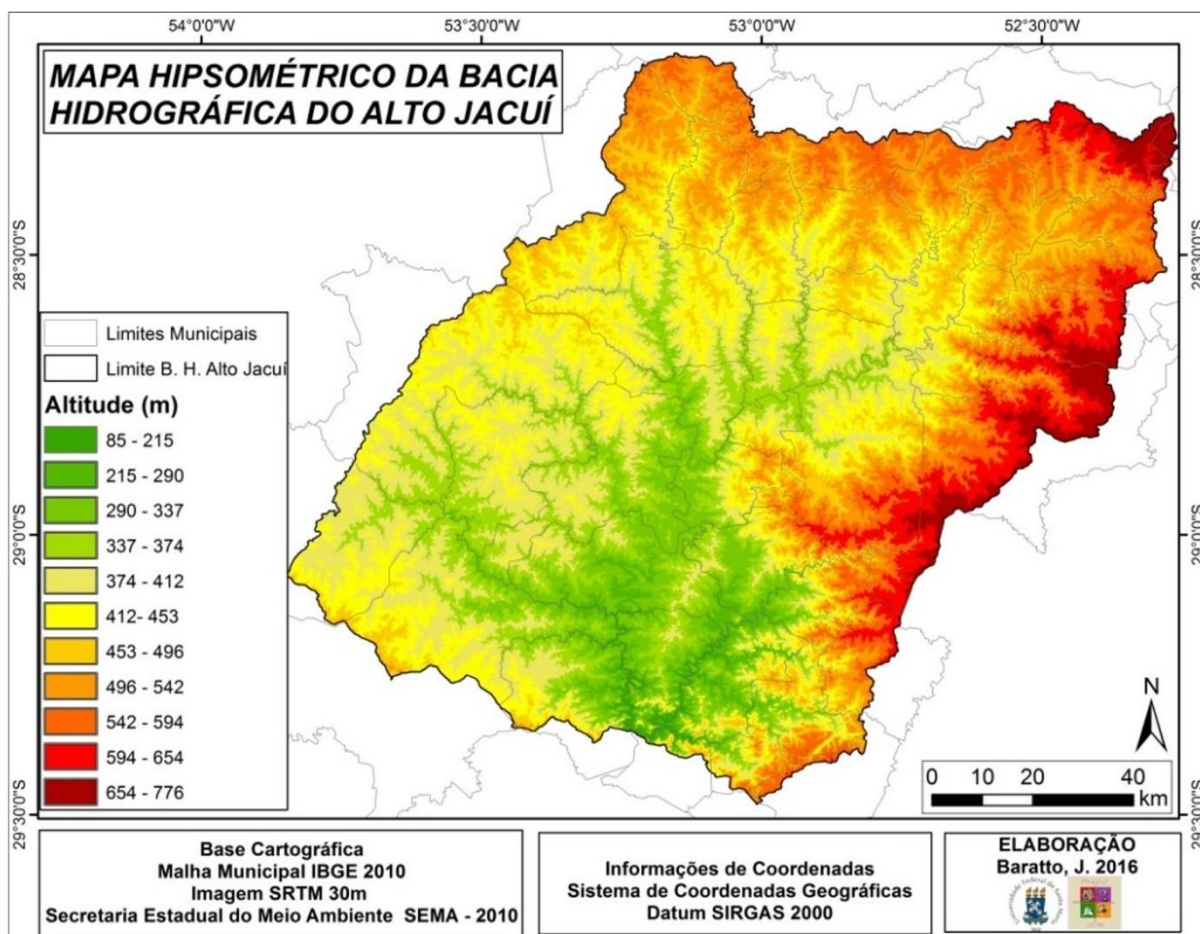 54°0'0"W
53°30'0"W
53°0'0"W
52°30'0"W
MAPA HIPSOMÉTRICO DA BACIA
HIDROGRÁFICA DO ALTO JACUÍ
28°30'0"S
28°30'0"S
29°0'0"S
29°0'0"S
29°30'0"S
29°30'0"S
Limites Municipais
Limite B. H. Alto Jacuí
Altitude (m)
85 - 215
215 - 290
290 - 337
337 - 374
374 - 412
412- 453
453 - 496
496 - 542
542 - 594
594 - 654
654 - 776
N
0 10 20 40
km
Base Cartográfica
Malha Municipal IBGE 2010
Imagem SRTM 30m
Secretaria Estadual do Meio Ambiente SEMA - 2010
Informações de Coordenadas
Sistema de Coordenadas Geográficas
Datum SIRGAS 2000
ELABORAÇÃO
Baratto, J. 2016
Universidade Federal de Santa Maria